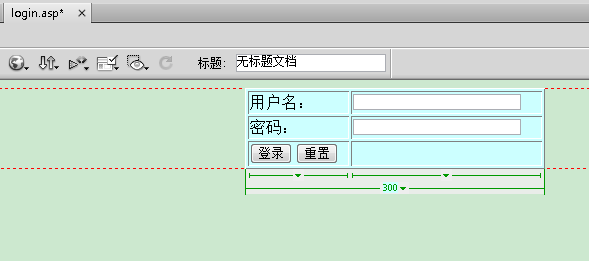 login.asp*
标题: 无标题文档
用户名：
密码：
登录 重置
300